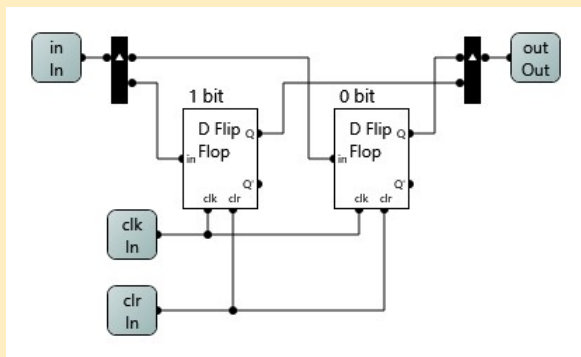 in
In
out
Out
1 bit
0 bit
D Flip
Flop
Q
in
Q'
clk clr
D Flip
Flop
Q
in
Q'
clk clr
clk
In
clr
In